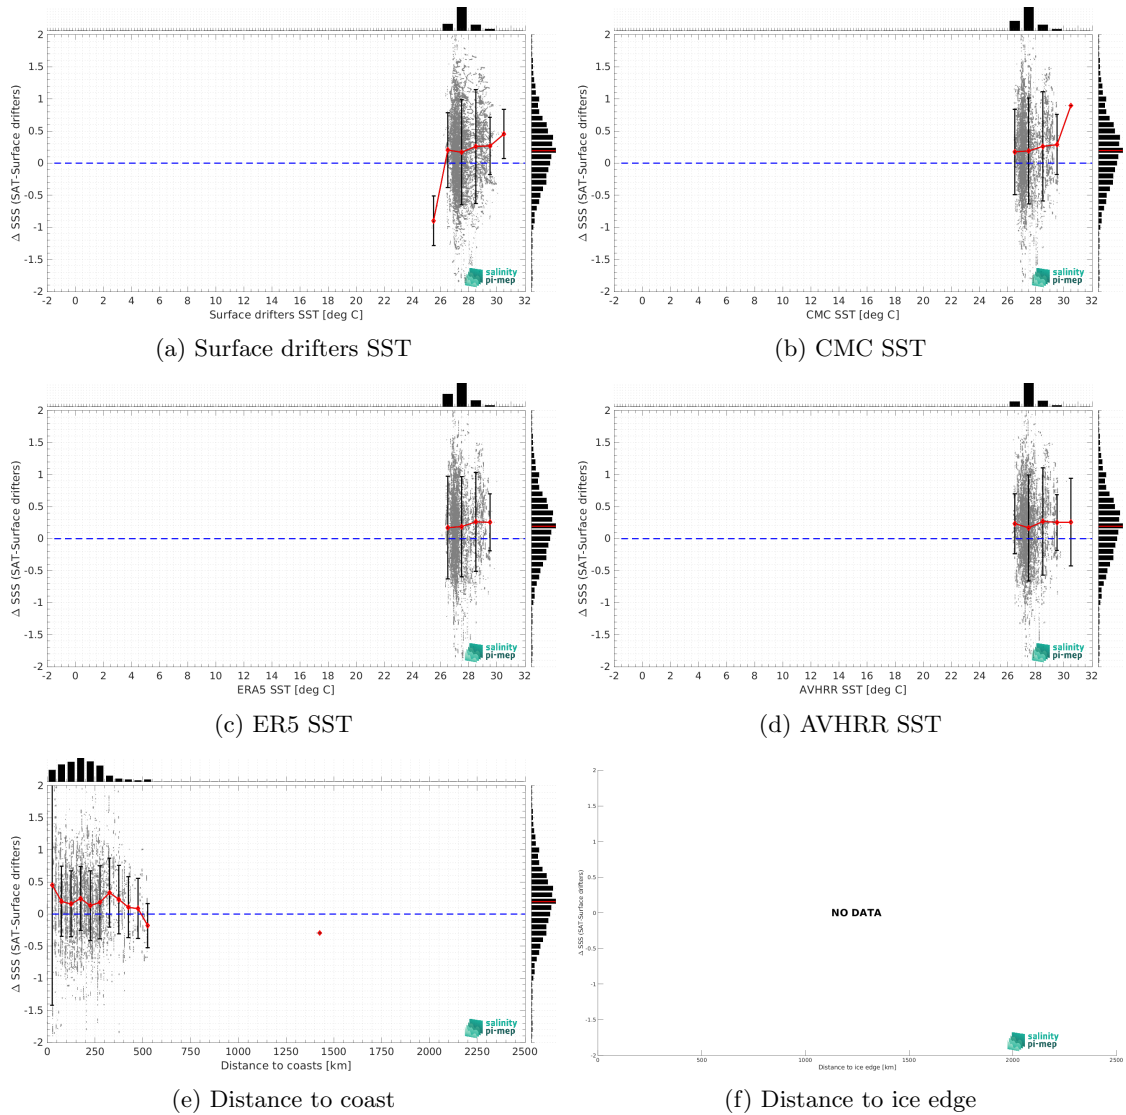 2
1.5
1
0.5
0
-0.5
-1
-1.5
-2
Δ SSS (SAT-Surface drifters)
-2 0 2 4 6 8 10 12 14 16 18 20 22 24 26 28 30 32
Surface drifters SST [deg C]
salinity
pi-mep
(a) Surface drifters SST
2
1.5
1
0.5
0
-0.5
-1
-1.5
-2
Δ SSS (SAT-Surface drifters)
-2 0 2 4 6 8 10 12 14 16 18 20 22 24 26 28 30 32
CMC SST [deg C]
salinity
pi-mep
(b) CMC SST
2
1.5
1
0.5
0
-0.5
-1
-1.5
-2
Δ SSS (SAT-Surface drifters)
-2 0 2 4 6 8 10 12 14 16 18 20 22 24 26 28 30 32
ERA5 SST [deg C]
salinity
pi-mep
(c) ER5 SST
2
1.5
1
0.5
0
-0.5
-1
-1.5
-2
Δ SSS (SAT-Surface drifters)
-2 0 2 4 6 8 10 12 14 16 18 20 22 24 26 28 30 32
AVHRR SST [deg C]
salinity
pi-mep
(d) AVHRR SST
2
1.5
1
0.5
0
-0.5
-1
-1.5
-2
Δ SSS (SAT-Surface drifters)
0 250 500 750 1000 1250 1500 1750 2000 2250 2500
Distance to coasts [km]
salinity
pi-mep
(e) Distance to coast
2
1.5
1
0.5
0
-0.5
-1
-1.5
-2
Δ SSS (SAT-Surface drifters)
NO DATA
0 500 1000 1500 2000 2500
Distance to ice edge [km]
salinity
pi-mep
(f) Distance to ice edge